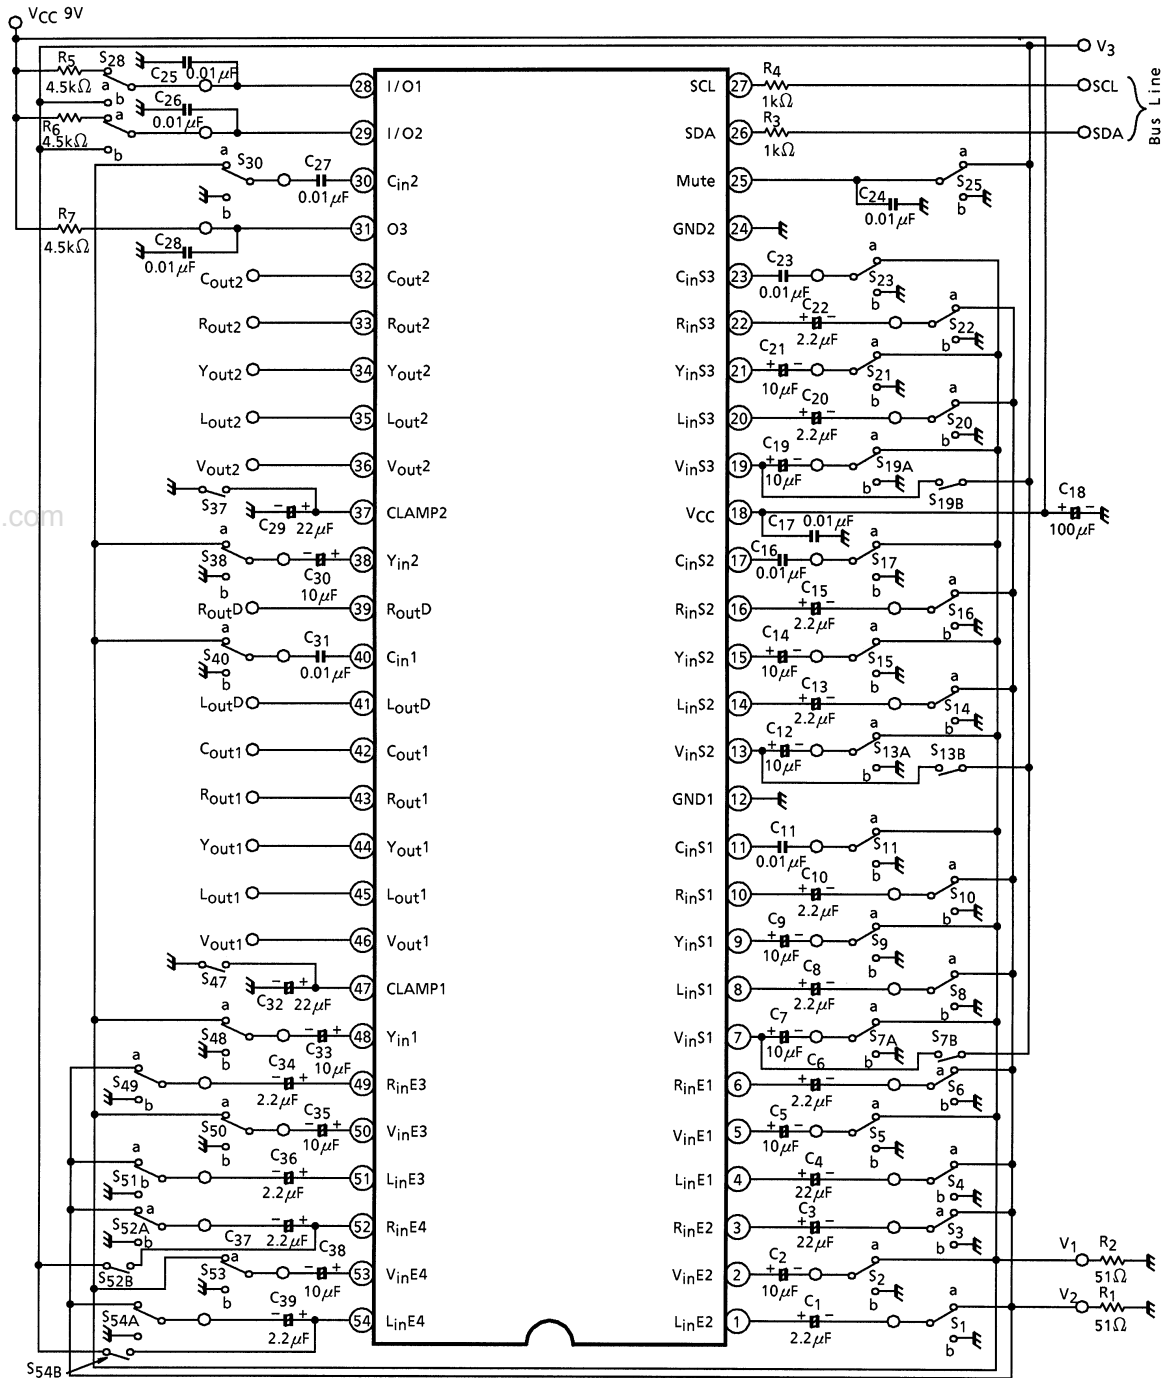 VCC 9V
V3
R5
4.5kΩ
S28
a
b
C25
0.01μF
28
I/O1
SCL
27
R4
1kΩ
SCL
R6
4.5kΩ
a
b
C26
0.01μF
29
I/O2
SDA
26
R3
1kΩ
SDA
Bus Line
a
S30
b
C27
0.01μF
30
Cin2
Mute
25
C24
0.01μF
a
S25
b
R7
4.5kΩ
C28
0.01μF
31
O3
GND2
24
Cout2
32
Cout2
CinS3
23
C23
0.01μF
a
S23
b
Rout2
33
Rout2
RinS3
22
C22
+ −
2.2μF
a
S22
b
Yout2
34
Yout2
YinS3
21
C21
+ −
10μF
a
S21
b
Lout2
35
Lout2
LinS3
20
C20
+ −
2.2μF
a
S20
b
Vout2
36
Vout2
VinS3
19
C19
+ −
10μF
a
S19A
b
S19B
.com
S37
C29
− +
22μF
37
CLAMP2
VCC
18
C17
0.01μF
C18
+ −
100μF
a
S38
b
− +
C30
10μF
38
Yin2
CinS2
17
C16
0.01μF
a
S17
b
RoutD
39
RoutD
RinS2
16
C15
+ −
2.2μF
a
S16
b
a
S40
b
C31
0.01μF
40
Cin1
YinS2
15
C14
+ −
10μF
a
S15
b
LoutD
41
LoutD
LinS2
14
C13
+ −
2.2μF
a
S14
b
Cout1
42
Cout1
VinS2
13
C12
+ −
10μF
a
S13A
b
S13B
Rout1
43
Rout1
GND1
12
Yout1
44
Yout1
CinS1
11
C11
0.01μF
a
S11
b
Lout1
45
Lout1
RinS1
10
C10
+ −
2.2μF
a
S10
b
Vout1
46
Vout1
YinS1
9
C9
+ −
10μF
a
S9
b
S47
C32
− +
22μF
47
CLAMP1
LinS1
8
C8
+ −
2.2μF
a
S8
b
a
S48
b
− +
C33
10μF
48
Yin1
VinS1
7
C7
+ −
10μF
a
S7A
b
S7B
a
S49
b
C34
− +
2.2μF
49
RinE3
RinE1
6
C6
+ −
2.2μF
a
S6
b
a
S50
b
C35
− +
10μF
50
VinE3
VinE1
5
C5
+ −
10μF
a
S5
b
a
S51
b
C36
− +
2.2μF
51
LinE3
LinE1
4
C4
+ −
22μF
a
S4
b
a
S52A
b
S52B
C37
− +
2.2μF
52
RinE4
RinE2
3
C3
+ −
22μF
a
S3
b
a
S53
b
C38
− +
10μF
53
VinE4
VinE2
2
C2
+ −
10μF
a
S2
b
V1
R2
51Ω
a
S54A
b
C39
− +
2.2μF
54
LinE4
LinE2
1
C1
+ −
2.2μF
a
S1
b
V2
R1
51Ω
S54B